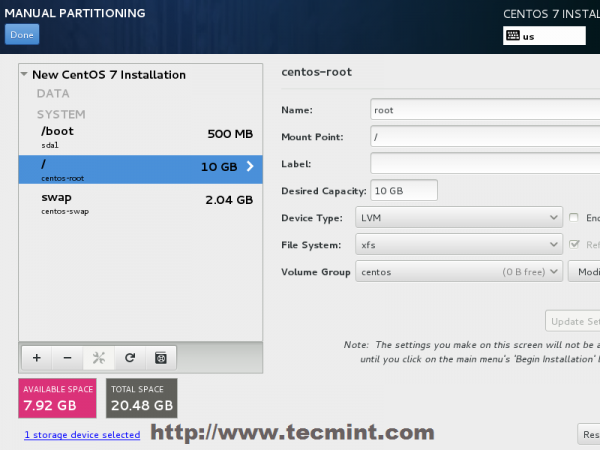 MANUAL PARTITIONING
CENTOS 7 INSTAL
Done
us
New CentOS 7 Installation
DATA
SYSTEM
/boot 500 MB
sda1
/ 10 GB
centos-root
swap 2.04 GB
centos-swap
centos-root
Name: root
Mount Point: /
Label:
Desired Capacity: 10 GB
Device Type: LVM
File System: xfs
Volume Group centos (0 B free) Modi
Update Set
Note: The settings you make on this screen will not be a
until you click on the main menu's 'Begin Installation'
+ -
AVAILABLE SPACE
7.92 GB
TOTAL SPACE
20.48 GB
1 storage device selected
http://www.tecmint.com
Res